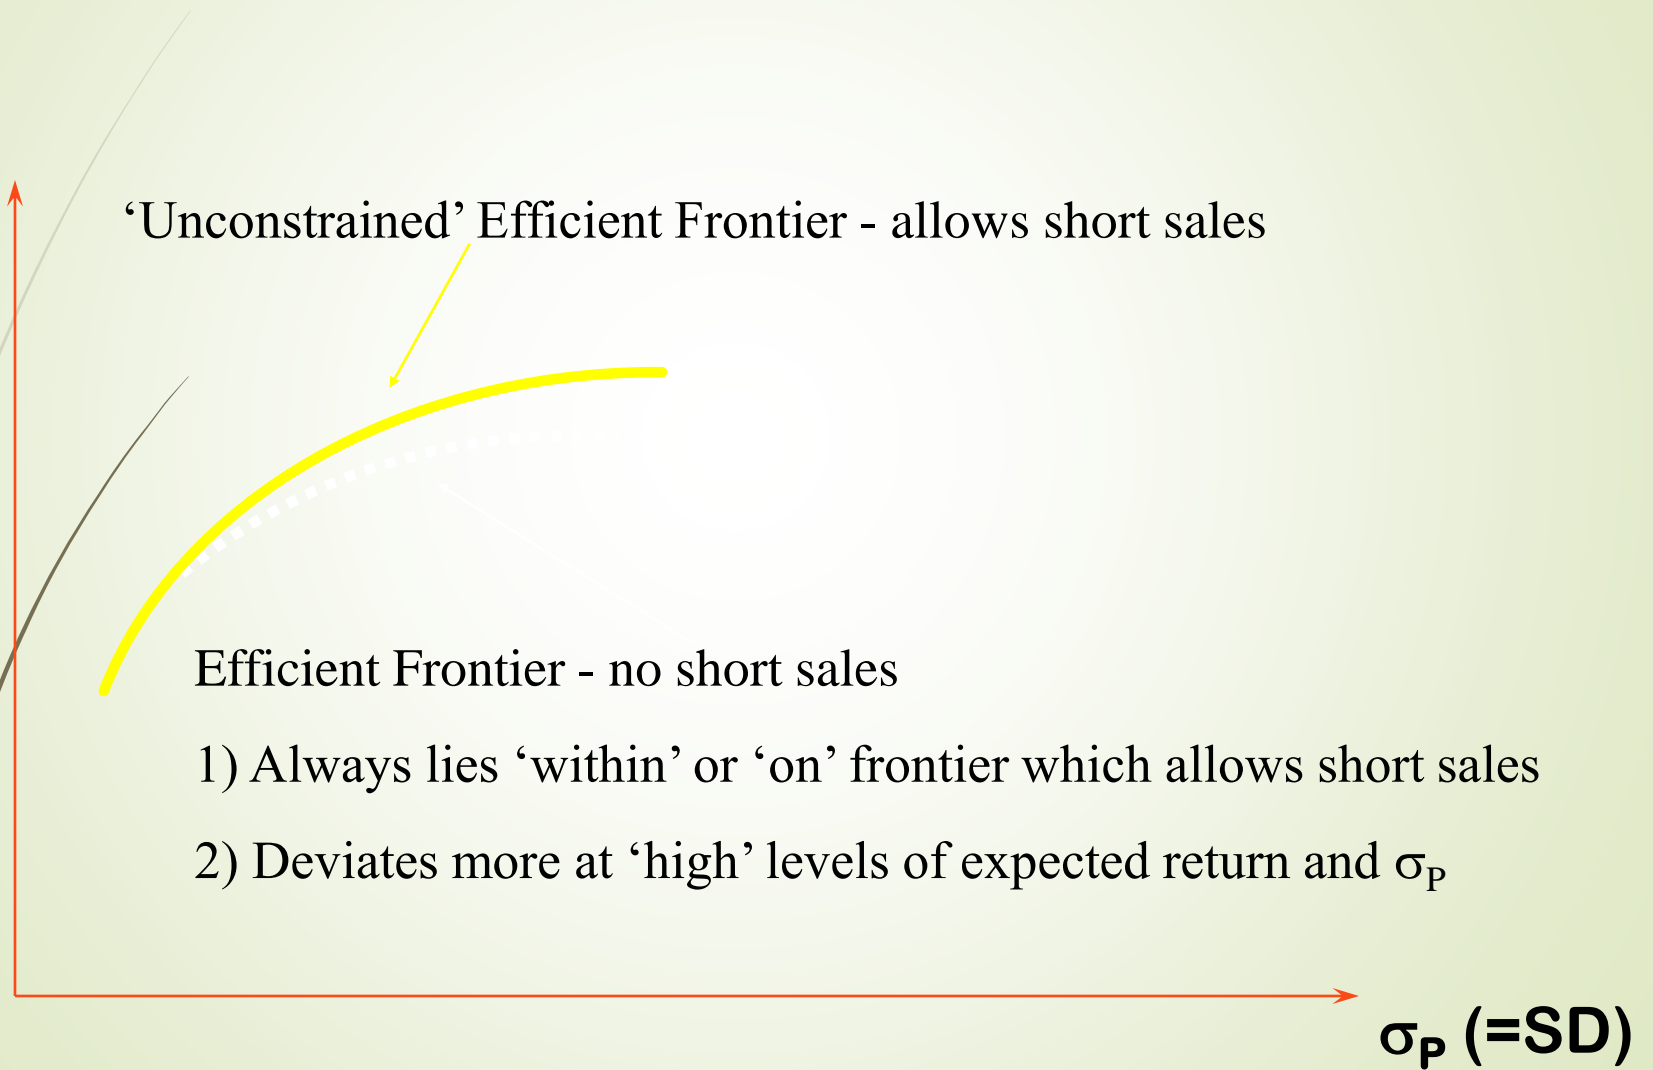 ‘Unconstrained’ Efficient Frontier - allows short sales
Efficient Frontier - no short sales
1) Always lies ‘within’ or ‘on’ frontier which allows short sales
2) Deviates more at ‘high’ levels of expected return and σP
σP (=SD)